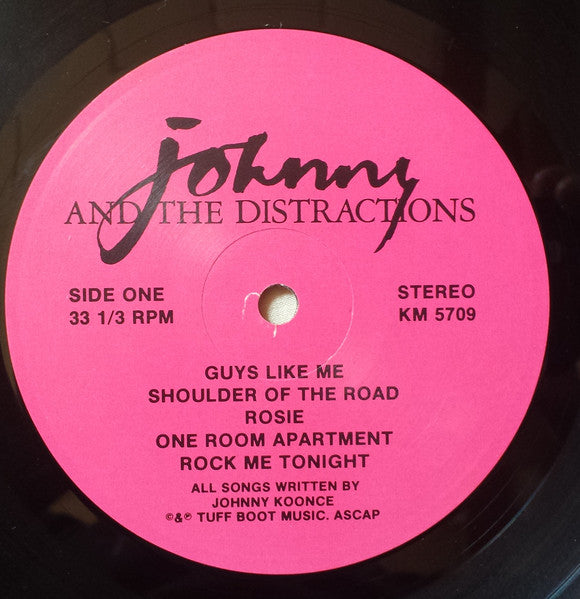 johnny
AND THE DISTRACTIONS
SIDE ONE
33 1/3 RPM
STEREO
KM 5709
GUYS LIKE ME
SHOULDER OF THE ROAD
ROSIE
ONE ROOM APARTMENT
ROCK ME TONIGHT
ALL SONGS WRITTEN BY
JOHNNY KOONCE
©&℗ TUFF BOOT MUSIC. ASCAP